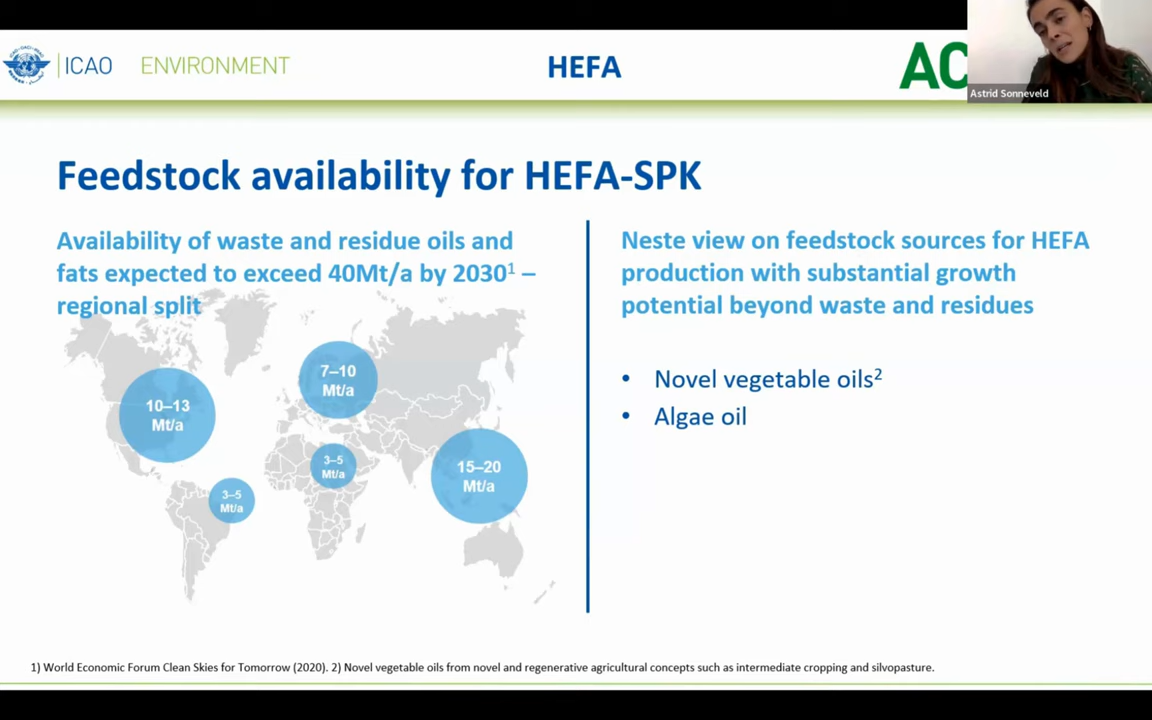 ICAO ENVIRONMENT
HEFA
AC
Astrid Sonneveld
Feedstock availability for HEFA-SPK
Availability of waste and residue oils and
fats expected to exceed 40Mt/a by 2030¹ –
regional split
7–10
Mt/a
10–13
Mt/a
3–5
Mt/a
15–20
Mt/a
3–5
Mt/a
Neste view on feedstock sources for HEFA
production with substantial growth
potential beyond waste and residues
• Novel vegetable oils²
• Algae oil
1) World Economic Forum Clean Skies for Tomorrow (2020). 2) Novel vegetable oils from novel and regenerative agricultural concepts such as intermediate cropping and silvopasture.